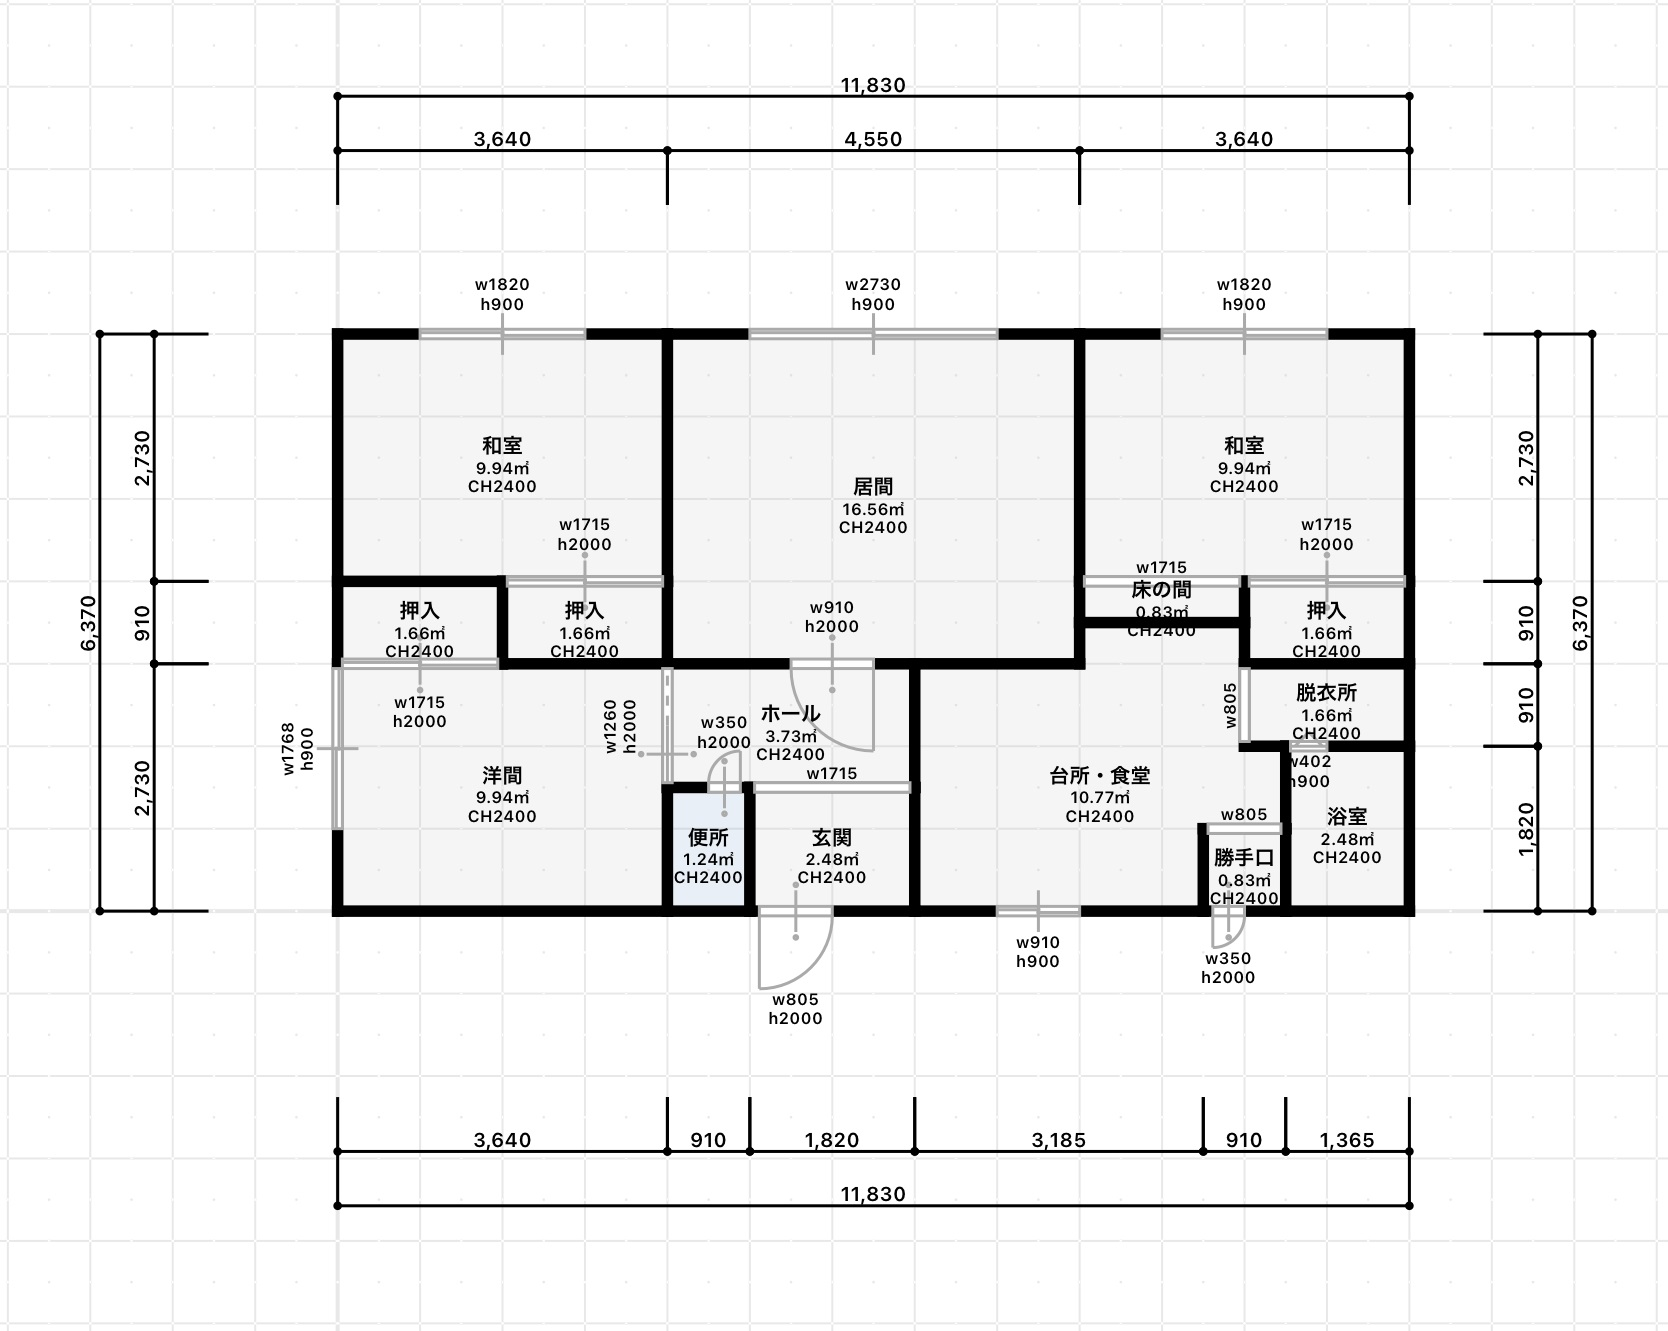 11,830
3,640
4,550
3,640
w1820
h900
w2730
h900
w1820
h900
2,730
910
2,730
6,370
2,730
910
910
1,820
6,370
和室
9.94㎡
CH2400
居間
16.56㎡
CH2400
和室
9.94㎡
CH2400
w1715
h2000
w1715
h2000
w1715
床の間
0.83㎡
CH2400
押入
1.66㎡
CH2400
押入
1.66㎡
CH2400
w910
h2000
押入
1.66㎡
CH2400
w1715
h2000
w1768
h900
w1260
h2000
w350
h2000
ホール
3.73㎡
CH2400
w805
脱衣所
1.66㎡
CH2400
w402
h900
洋間
9.94㎡
CH2400
w1715
台所・食堂
10.77㎡
CH2400
便所
1.24㎡
CH2400
玄関
2.48㎡
CH2400
w805
勝手口
0.83㎡
CH2400
浴室
2.48㎡
CH2400
w805
h2000
w910
h900
w350
h2000
3,640
910
1,820
3,185
910
1,365
11,830